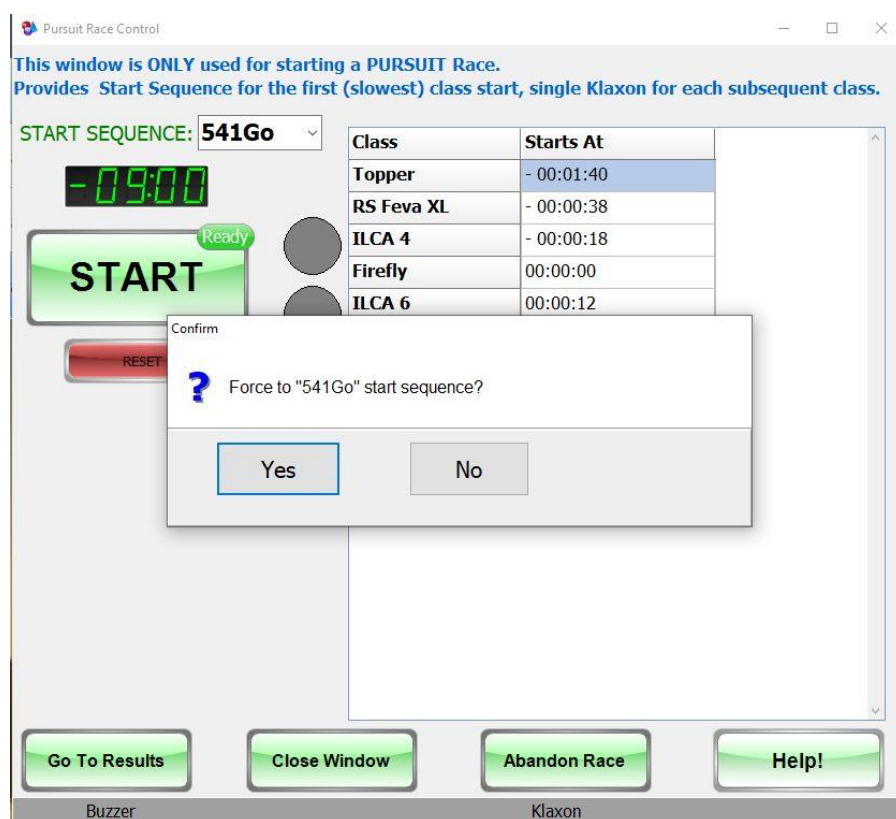 Pursuit Race Control
This window is ONLY used for starting a PURSUIT Race.
Provides Start Sequence for the first (slowest) class start, single Klaxon for each subsequent class.
START SEQUENCE: 541Go
Class Starts At
-09:00
Topper - 00:01:40
RS Feva XL - 00:00:38
Ready
START
ILCA 4 - 00:00:18
Firefly 00:00:00
ILCA 6 00:00:12
RESET
Confirm
? Force to "541Go" start sequence?
Yes No
Go To Results Close Window Abandon Race Help!
Buzzer Klaxon